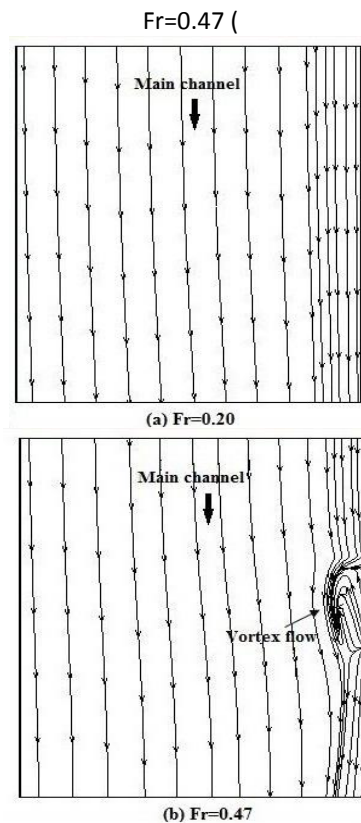 Fr=0.47 (
Main channel
(a) Fr=0.20
Main channel
Vortex flow
(b) Fr=0.47